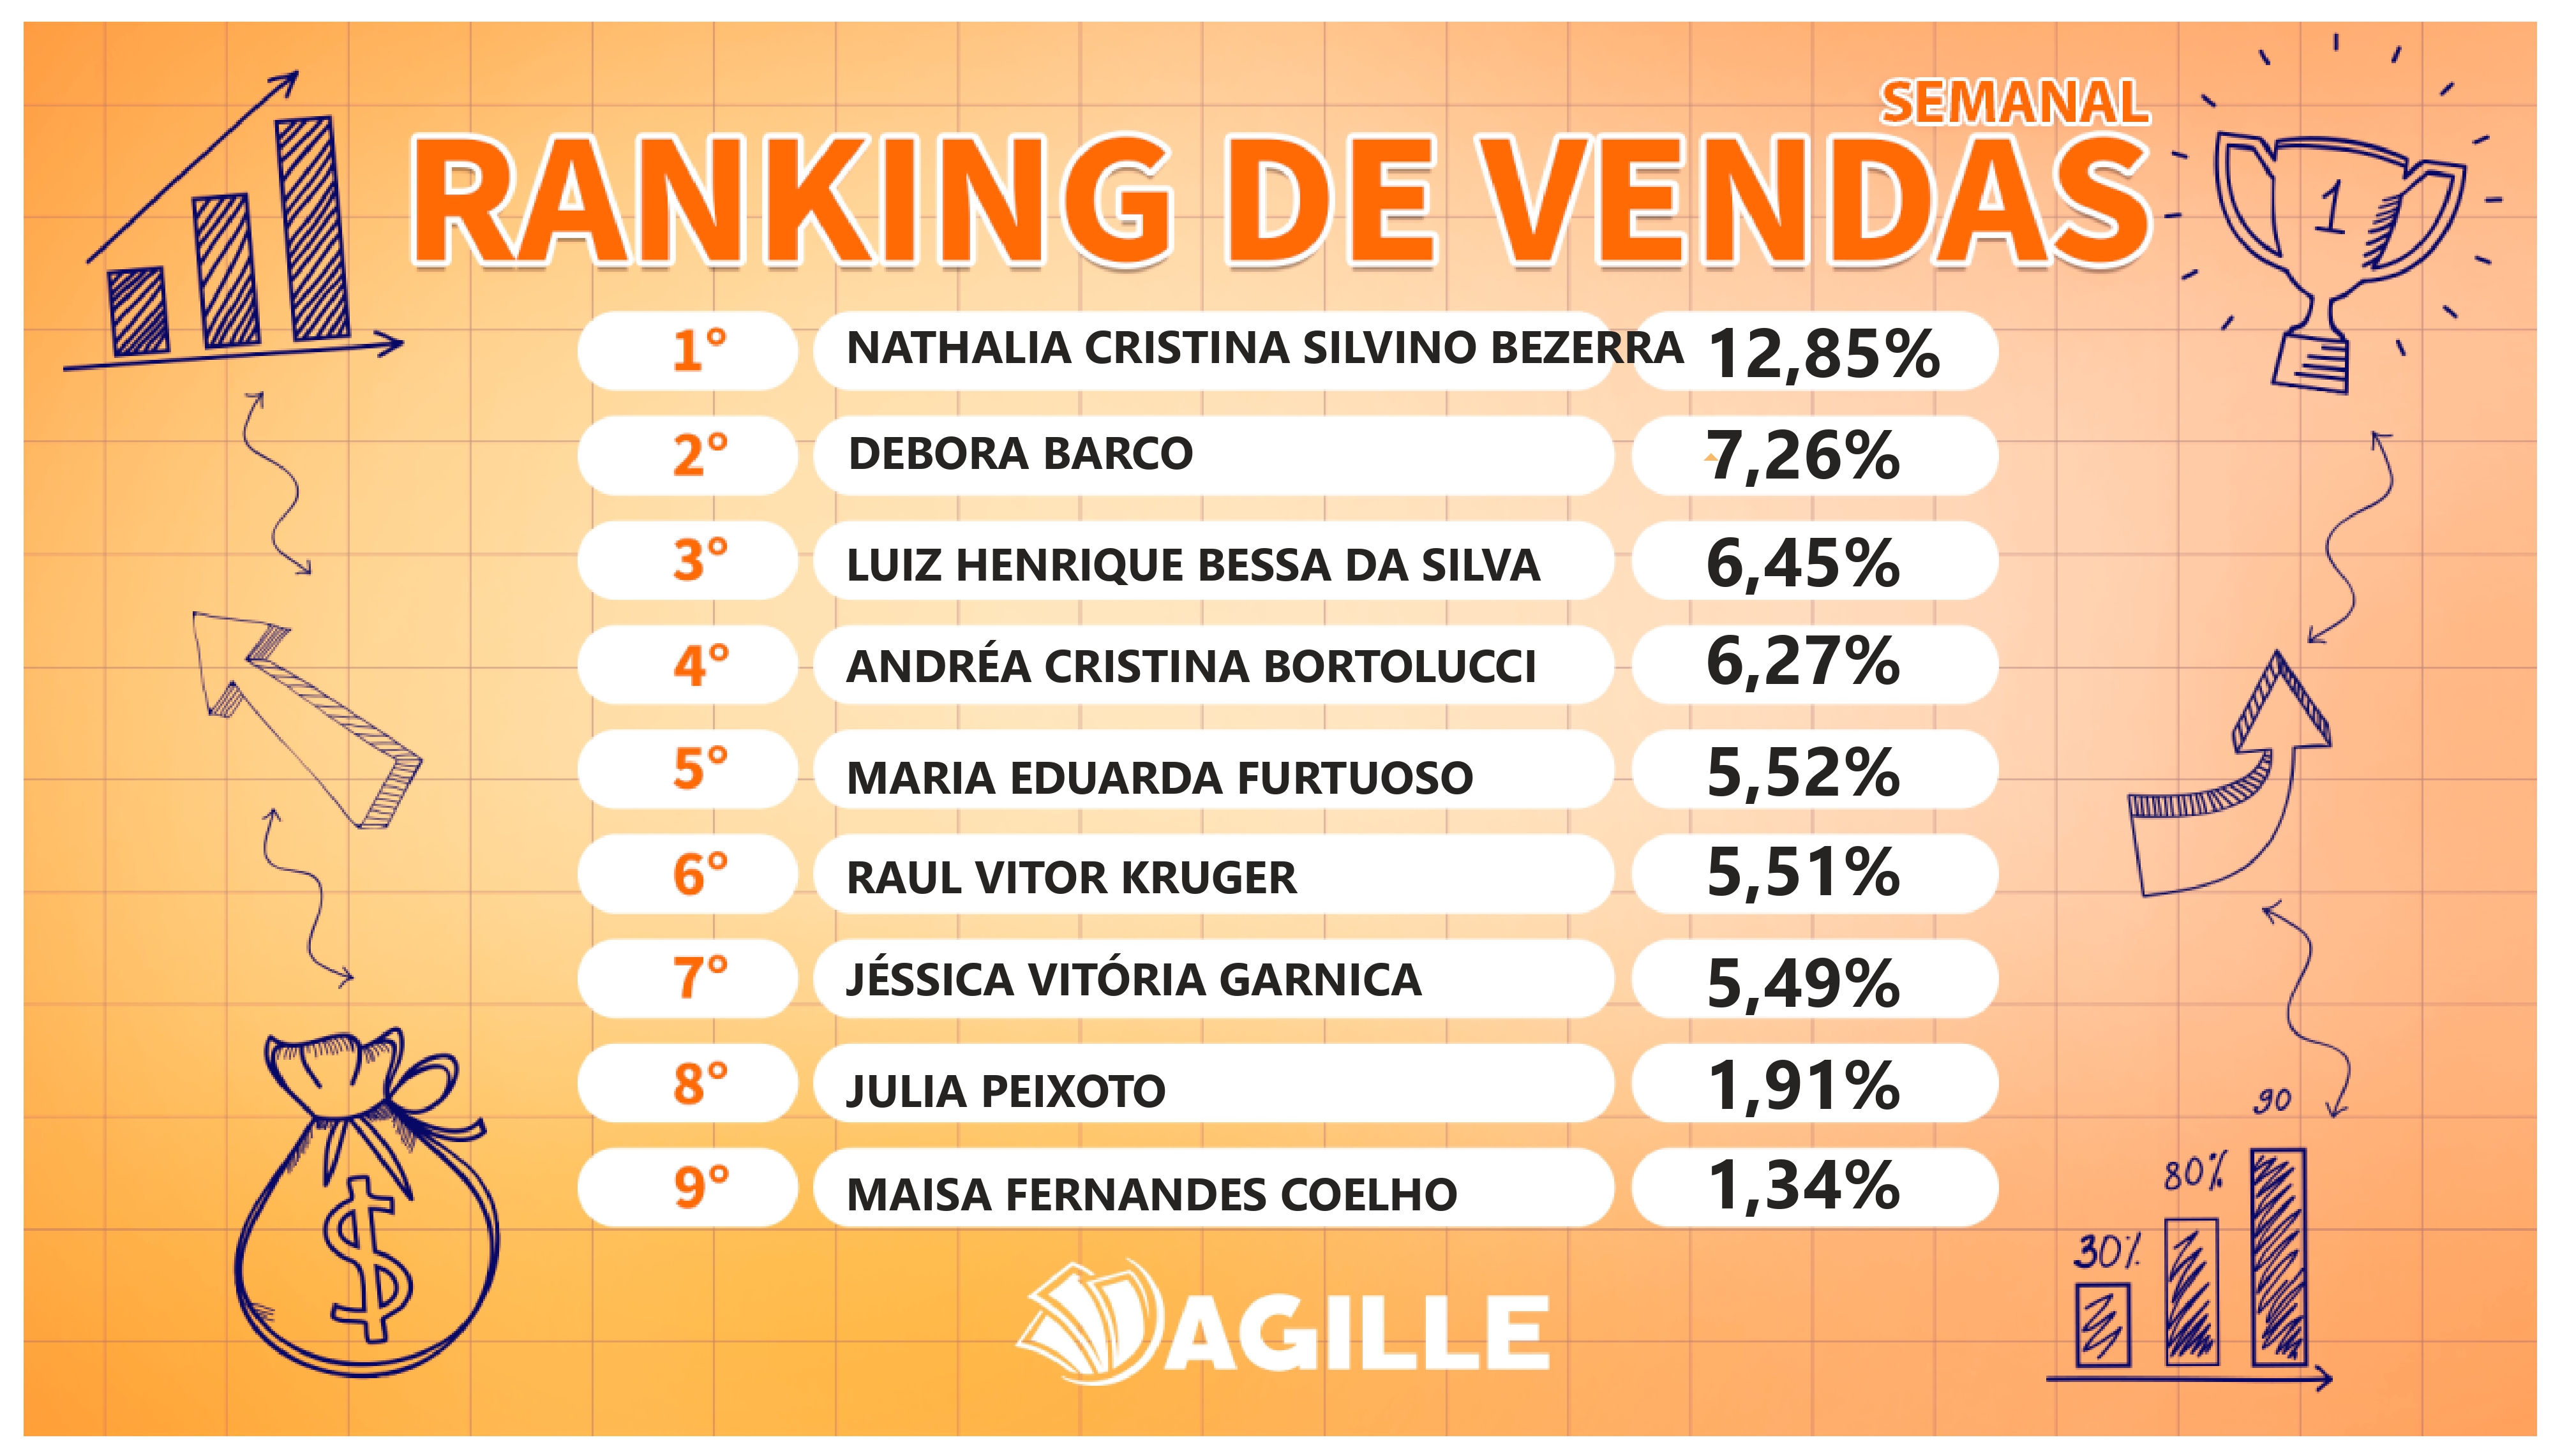 SEMANAL
RANKING DE VENDAS
1
1° NATHALIA CRISTINA SILVINO BEZERRA 12,85%
2° DEBORA BARCO 7,26%
3° LUIZ HENRIQUE BESSA DA SILVA 6,45%
4° ANDRÉA CRISTINA BORTOLUCCI 6,27%
5° MARIA EDUARDA FURTUOSO 5,52%
6° RAUL VITOR KRUGER 5,51%
7° JÉSSICA VITÓRIA GARNICA 5,49%
8° JULIA PEIXOTO 1,91%
9° MAISA FERNANDES COELHO 1,34%
$
90
80%
30%
AGILLE